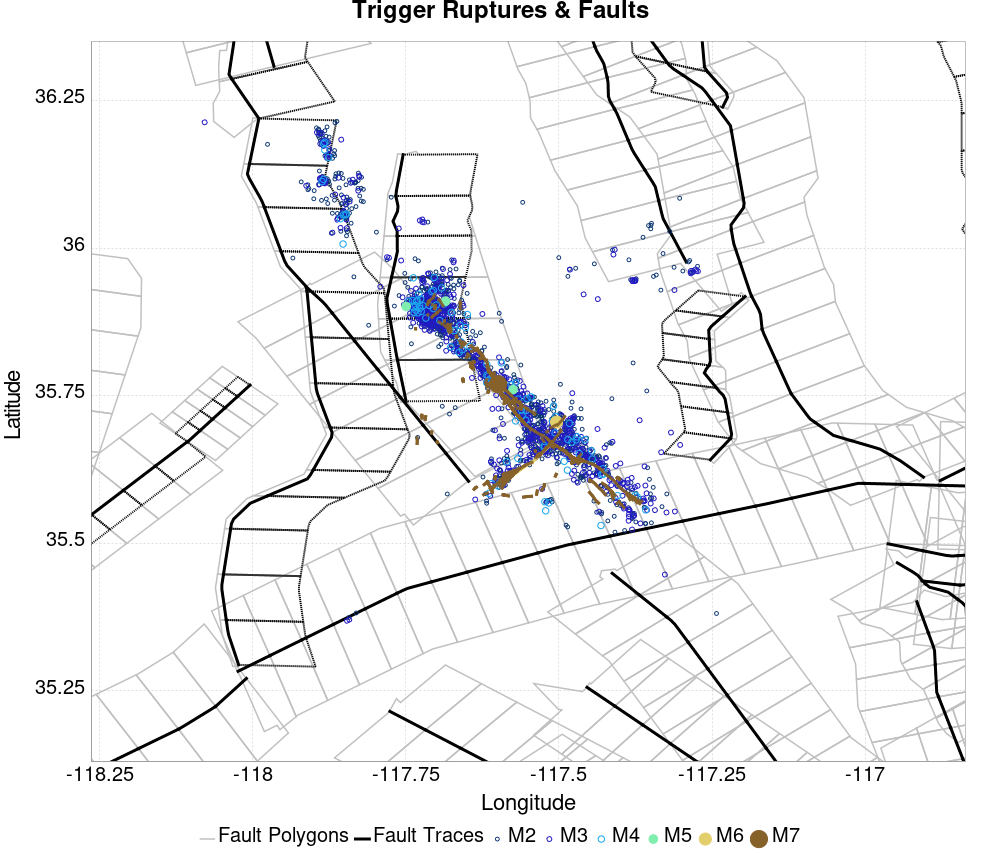 Trigger Ruptures & Faults
36.25
36
35.75
35.5
35.25
Latitude
-118.25 -118 -117.75 -117.5 -117.25 -117
Longitude
Fault Polygons Fault Traces M2 M3 M4 M5 M6 M7